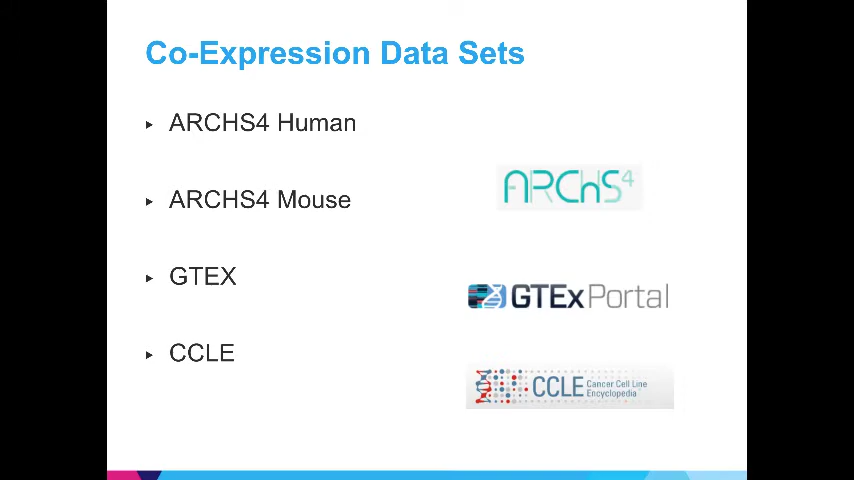 Co-Expression Data Sets
ARCHS4 Human
ARCHS4 Mouse
GTEX
CCLE
ARCHS4
GTEx Portal
CCLE Cancer Cell Line
Encyclopedia